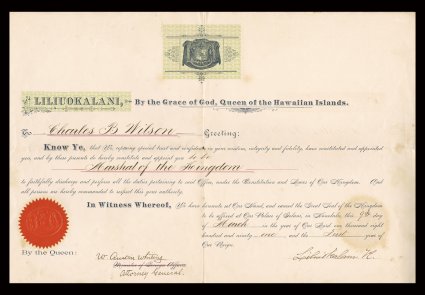 LILIUOKALANI, By the Grace of God, Queen of the Hawaiian Islands.
To Charles B Wilson Greeting:
Know Ye, that We, reposing special trust and confidence in your loyalty, integrity and fidelity, have constituted and appointed
you, and by these presents do hereby constitute and appoint you to be
Marshal of the Kingdom
to faithfully discharge and perform all the duties pertaining to said Office, under the Constitution and Laws of Our Kingdom. And
all persons are hereby commanded to respect this your authority.
In Witness Whereof, We have hereunto set Our Hand, and caused the Great Seal of the Kingdom
to be affixed at Our Palace of Iolani, in Honolulu, this 9th day
of March in the year of Our Lord one thousand eight
hundred and ninety one and the First year of
Our Reign.
By the Queen:
W. Austin Whiting
Minister of Foreign Affairs
Attorney General.
Liliuokalani R.